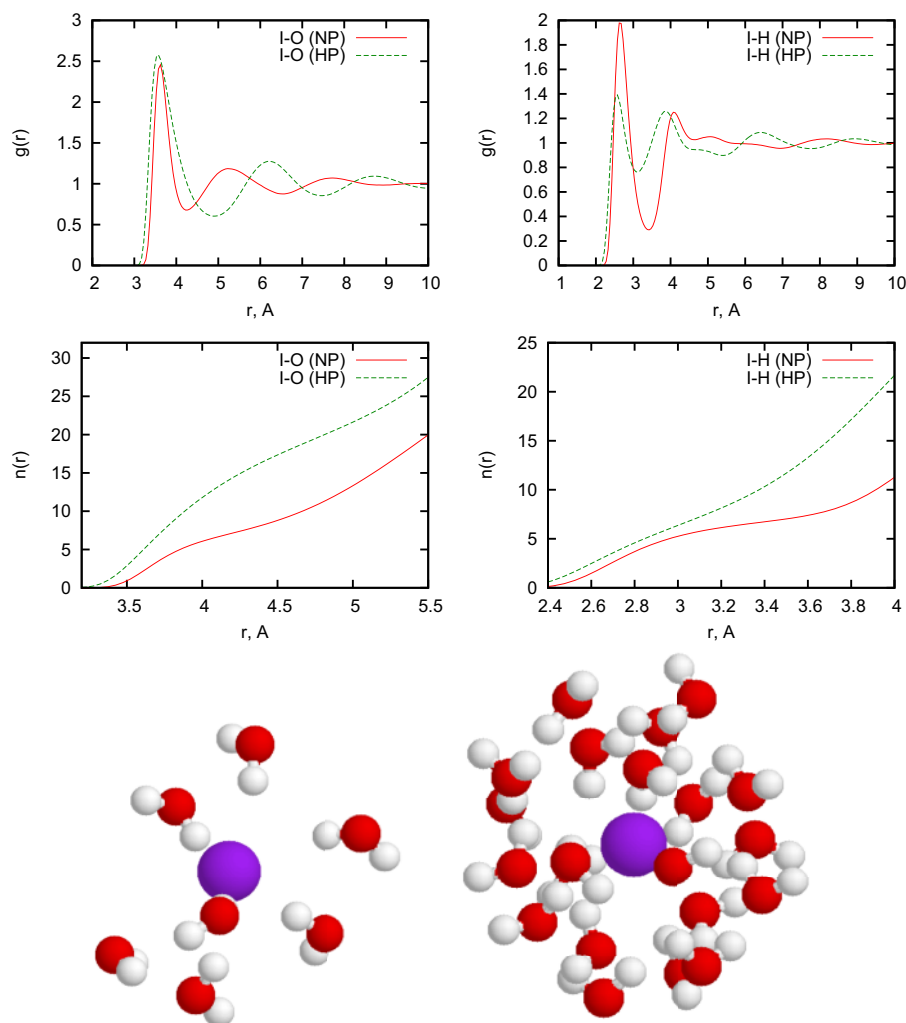 3
2.5
2
1.5
1
0.5
0
2 3 4 5 6 7 8 9 10
g(r)
r, A
I-O (NP)
I-O (HP)
2
1.8
1.6
1.4
1.2
1
0.8
0.6
0.4
0.2
0
1 2 3 4 5 6 7 8 9 10
g(r)
r, A
I-H (NP)
I-H (HP)
30
25
20
15
10
5
0
3.5 4 4.5 5 5.5
n(r)
r, A
I-O (NP)
I-O (HP)
25
20
15
10
5
0
2.4 2.6 2.8 3 3.2 3.4 3.6 3.8 4
n(r)
r, A
I-H (NP)
I-H (HP)